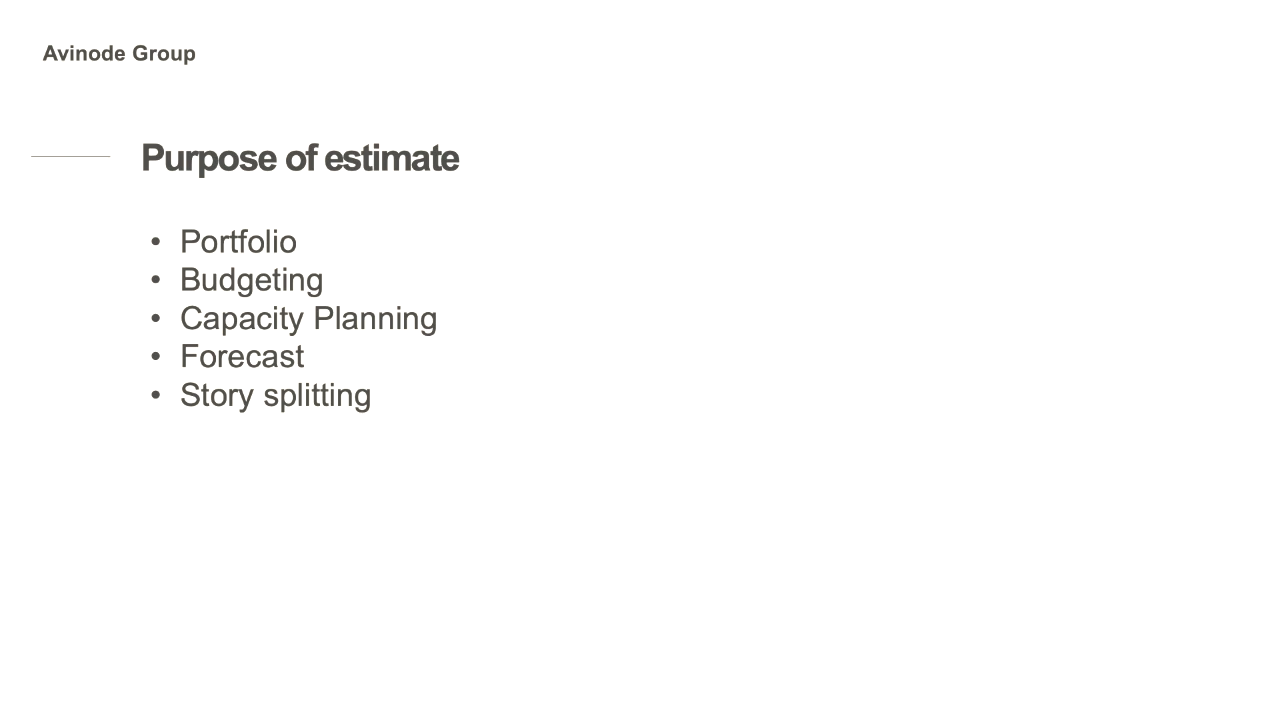 Avinode Group
Purpose of estimate
• Portfolio
• Budgeting
• Capacity Planning
• Forecast
• Story splitting